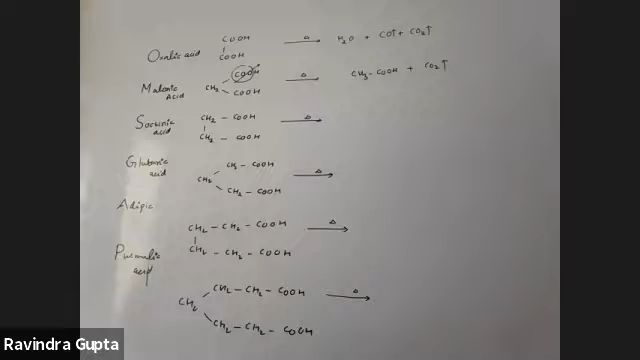 COOH
Oxalic acid COOH Δ H2O + CO↑ + CO2↑
Malonic Acid CH2 COOH COOH Δ CH3-COOH + CO2↑
Succinic acid CH2 - COOH Δ
CH2 - COOH
Glutaric acid CH2 CH2 - COOH Δ
CH2 - COOH
Adipic
CH2 - CH2 - COOH Δ
CH2 - CH2 - COOH
acid
CH2 - CH2 - COOH Δ
CH2
CH2 - CH2 - COOH
Ravindra Gupta